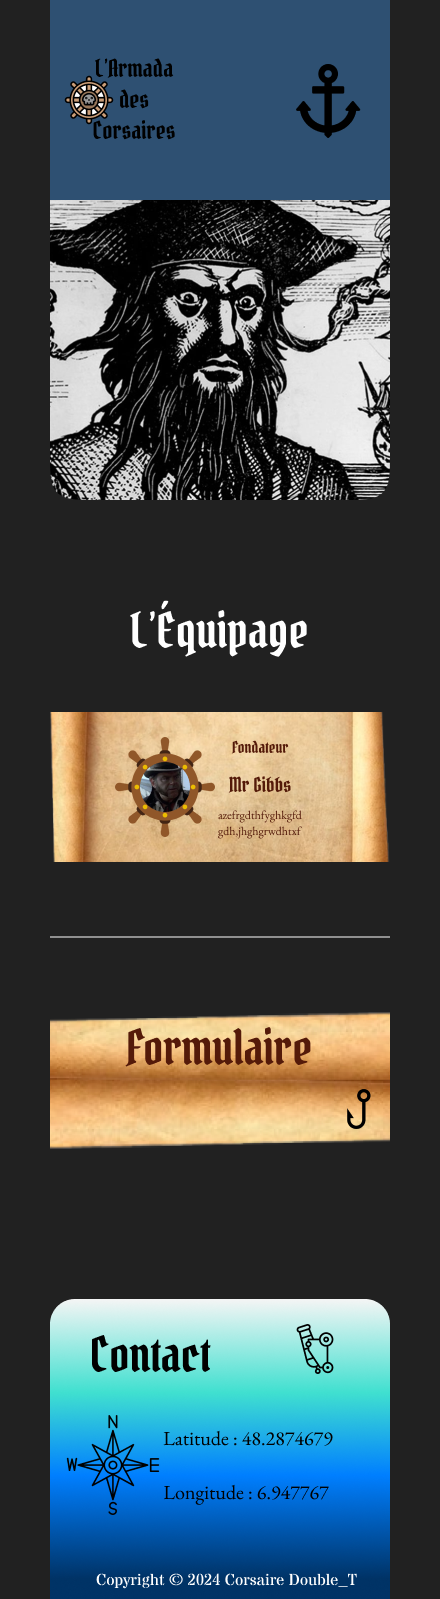 L'Armada
des
Corsaires
L'Équipage
Fondateur
Mr Gibbs
azefrgdthfyghkgfd
gdh,jhghgrwdhtxf
Formulaire
Contact
N
W E
S
Latitude : 48.2874679
Longitude : 6.947767
Copyright © 2024 Corsaire Double_T